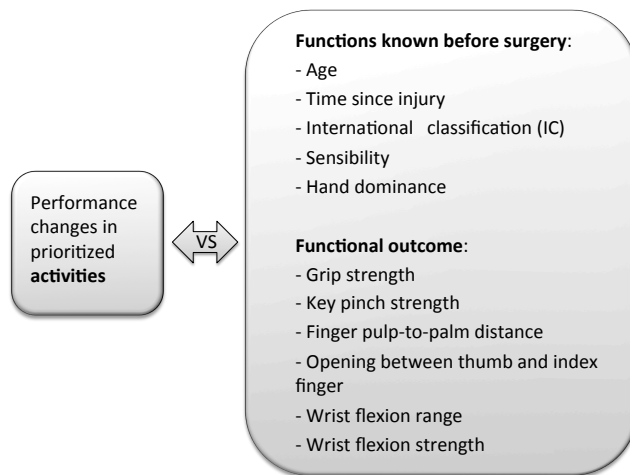 Performance
changes in
prioritized
activities
VS
Functions known before surgery:
- Age
- Time since injury
- International classification (IC)
- Sensibility
- Hand dominance
Functional outcome:
- Grip strength
- Key pinch strength
- Finger pulp-to-palm distance
- Opening between thumb and index
finger
- Wrist flexion range
- Wrist flexion strength